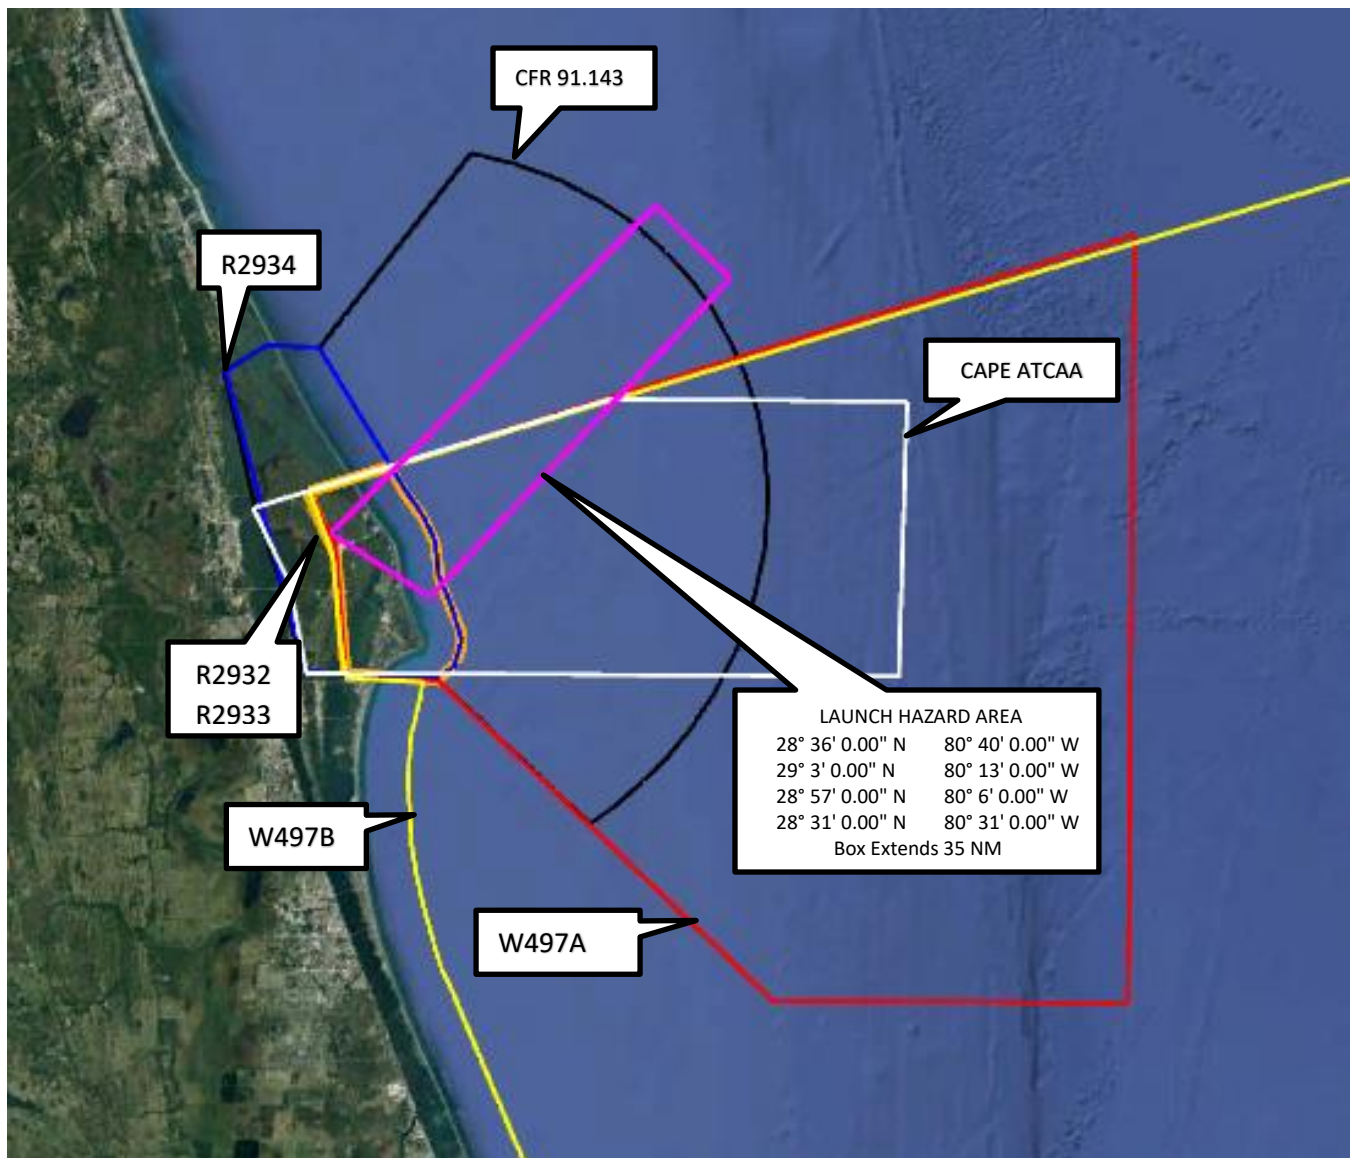 CFR 91.143
R2934
CAPE ATCAA
R2932
R2933
LAUNCH HAZARD AREA
28° 36' 0.00" N 80° 40' 0.00" W
29° 3' 0.00" N 80° 13' 0.00" W
28° 57' 0.00" N 80° 6' 0.00" W
28° 31' 0.00" N 80° 31' 0.00" W
Box Extends 35 NM
W497B
W497A